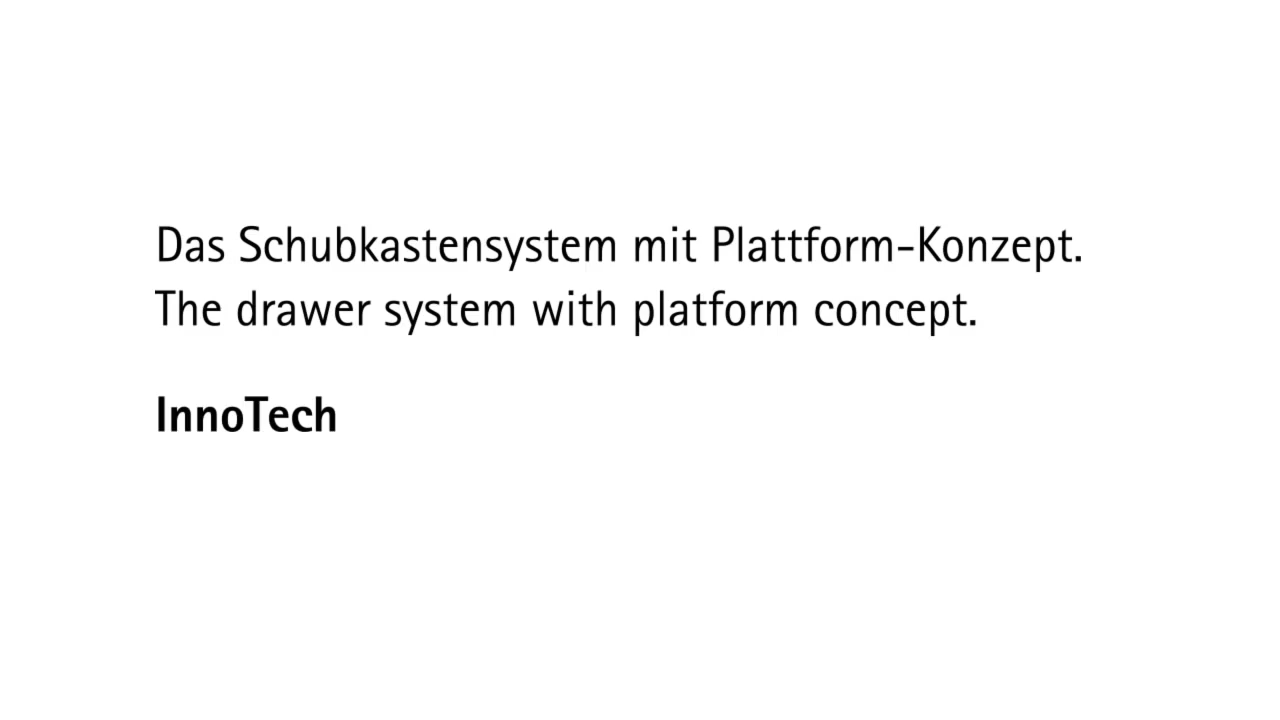 Das Schubkastensystem mit Plattform-Konzept.
The drawer system with platform concept.
InnoTech